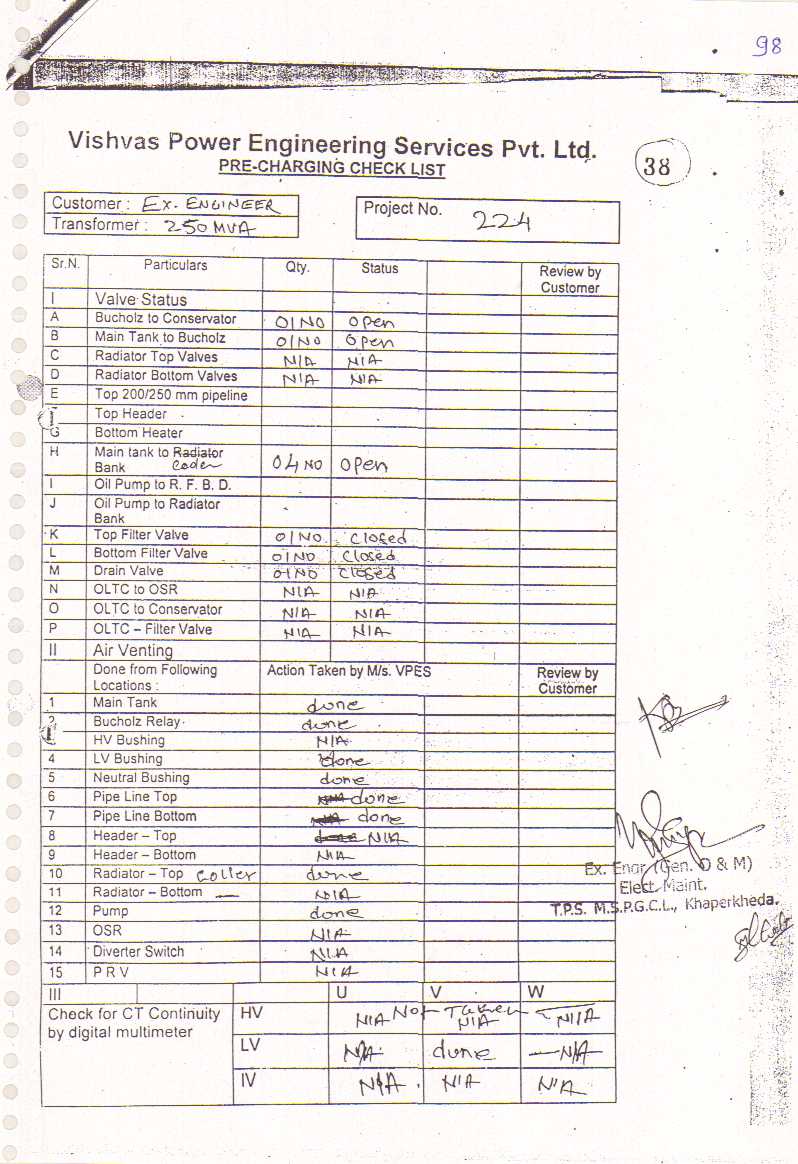 98
Vishvas Power Engineering Services Pvt. Ltd.
PRE-CHARGING CHECK LIST
38
Customer : Ex. ENGINEER
Transformer : 250 MVA
Project No. 224
Sr.N. Particulars Qty. Status Review by Customer
I Valve Status
A Bucholz to Conservator 01 NO Open
B Main Tank to Bucholz 01 NO Open
C Radiator Top Valves N/A N/A
D Radiator Bottom Valves N/A N/A
E Top 200/250 mm pipeline
Top Header
G Bottom Heater
H Main tank to Radiator Bank 04 NO Open
I Oil Pump to R. F. B. D.
J Oil Pump to Radiator Bank
K Top Filter Valve 01 NO. Closed
L Bottom Filter Valve 01 NO Closed
M Drain Valve 01 NO Closed
N OLTC to OSR N/A N/A
O OLTC to Conservator N/A N/A
P OLTC – Filter Valve N/A N/A
II Air Venting
Done from Following Locations : Action Taken by M/s. VPES Review by Customer
1 Main Tank done
2 Bucholz Relay done
HV Bushing N/A
4 LV Bushing done
5 Neutral Bushing done
6 Pipe Line Top N/A done
7 Pipe Line Bottom N/A done
8 Header – Top done N/A
9 Header – Bottom N/A
10 Radiator – Top done
11 Radiator – Bottom — N/A
12 Pump done
13 OSR N/A
14 Diverter Switch N/A
15 P R V N/A
III U V W
Check for CT Continuity by digital multimeter
HV N/A Not Taken N/A N/A
LV N/A done N/A
IV N/A N/A N/A
Ex. Engr (Gen. O & M)
Elect. Maint.
T.P.S. M.S.P.G.C.L., Khaperkheda.